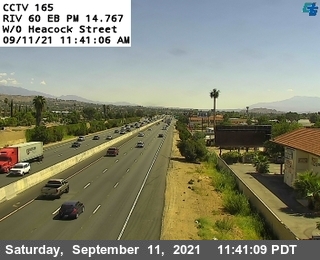 CCTV 165
RIV 60 EB PM 14.767
W/O Heacock Street
09/11/21 11:41:06 AM
Saturday, September 11, 2021 11:41:09 PDT